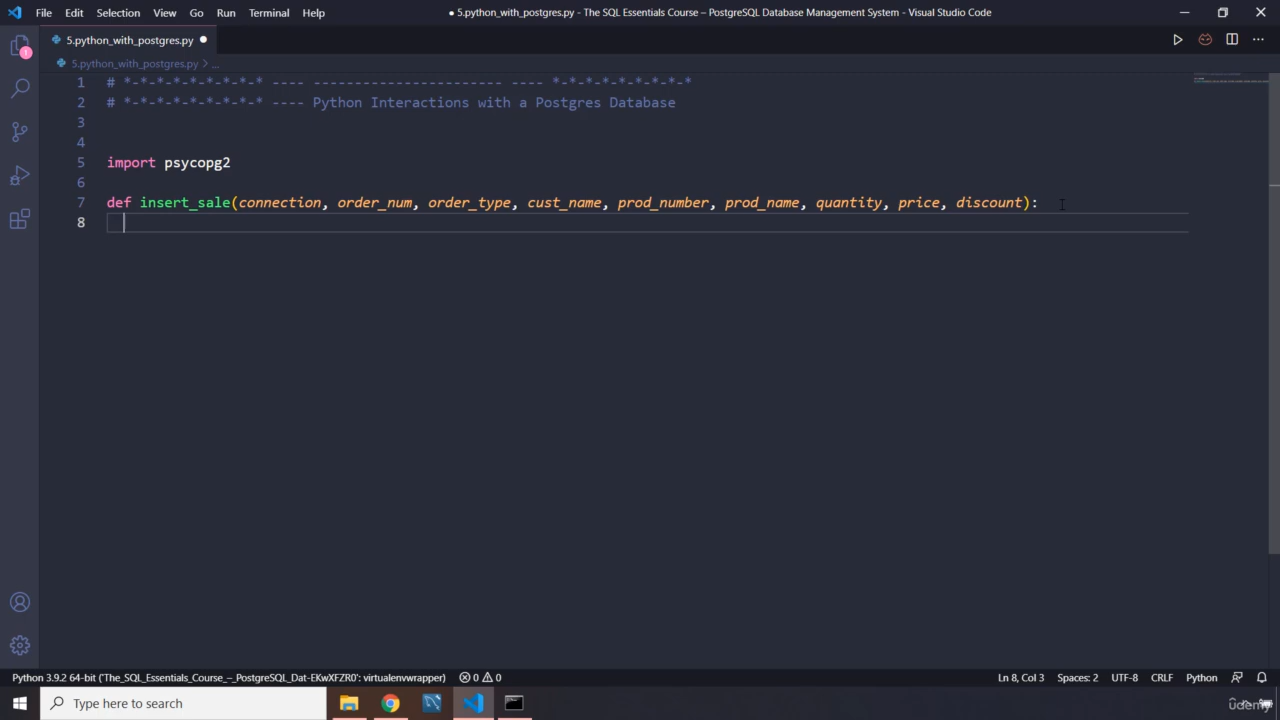 File Edit Selection View Go Run Terminal Help
● 5.python_with_postgres.py - The SQL Essentials Course – PostgreSQL Database Management System - Visual Studio Code
5.python_with_postgres.py
5.python_with_postgres.py > ...
1 # *-*-*-*-*-*-*-*-* ---- ----------------------- ---- *-*-*-*-*-*-*-*-*
2 # *-*-*-*-*-*-*-*-* ---- Python Interactions with a Postgres Database
3
4
5 import psycopg2
6
7 def insert_sale(connection, order_num, order_type, cust_name, prod_number, prod_name, quantity, price, discount):
8
1
Python 3.9.2 64-bit ('The_SQL_Essentials_Course_–_PostgreSQL_Dat-EKwXFZR0': virtualenvwrapper) 0 0 Ln 8, Col 3 Spaces: 2 UTF-8 CRLF Python
Type here to search
Udemy